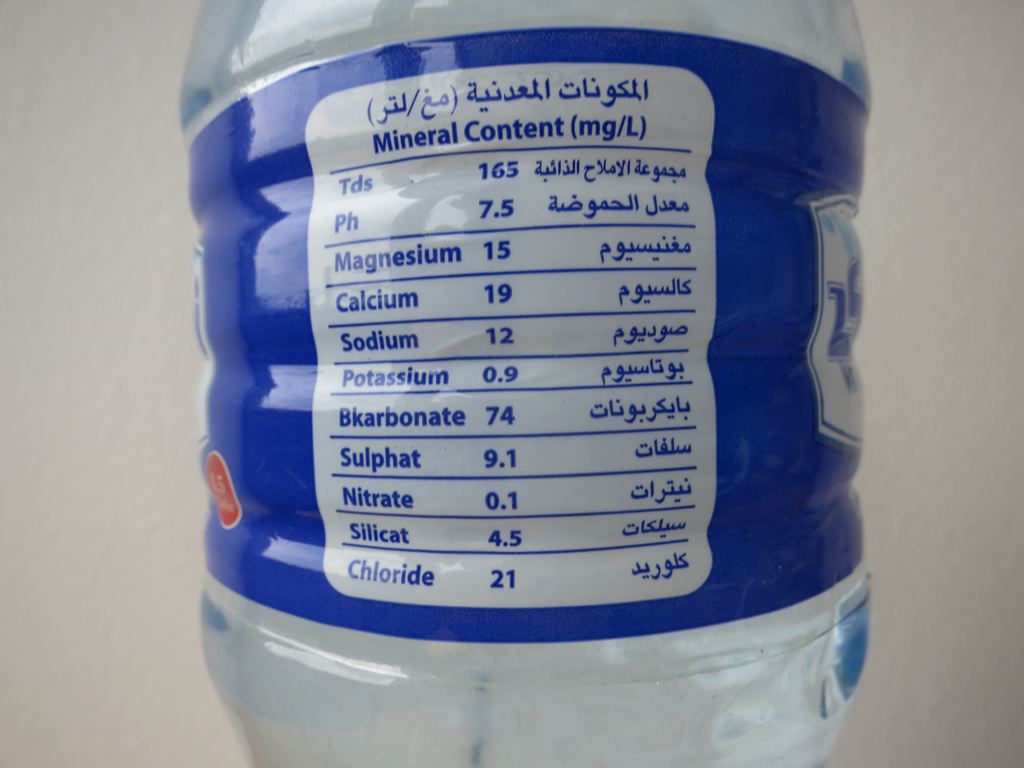 المكونات المعدنية (مغ/لتر)
Mineral Content (mg/L)
Tds 165 مجموعة الاملاح الذائبة
Ph 7.5 معدل الحموضة
Magnesium 15 مغنيسيوم
Calcium 19 كالسيوم
Sodium 12 صوديوم
Potassium 0.9 بوتاسيوم
Bkarbonate 74 بايكربونات
Sulphat 9.1 سلفات
Nitrate 0.1 نيترات
Silicat 4.5 سيلكات
Chloride 21 كلوريد